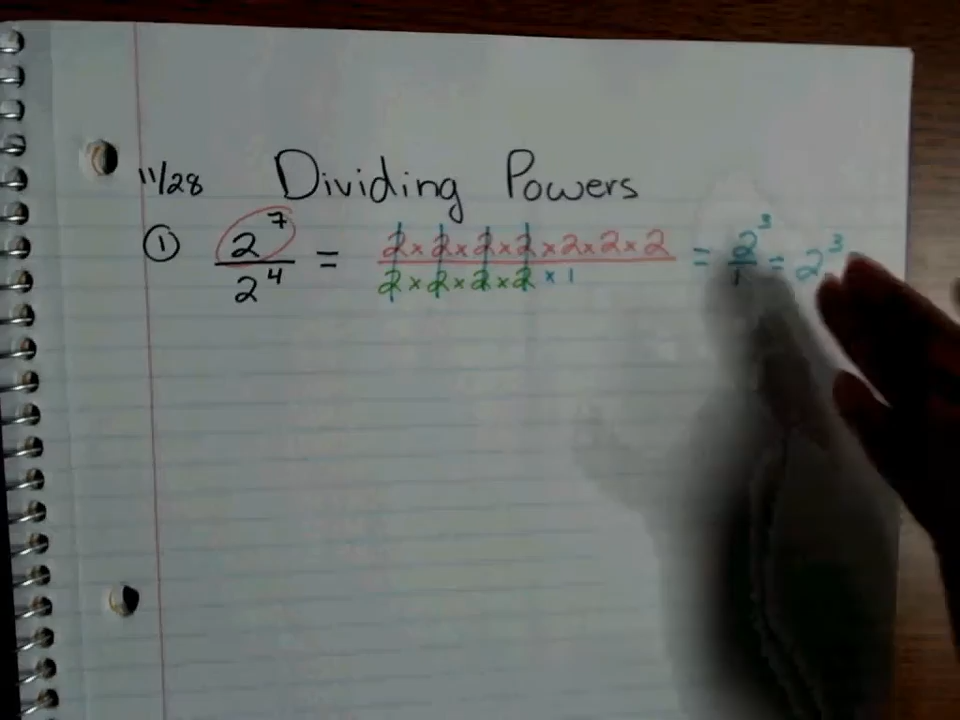 11/28 Dividing Powers
① 2⁷/2⁴ = 2×2×2×2×2×2×2/2×2×2×2×1 = 2³/1 = 2³